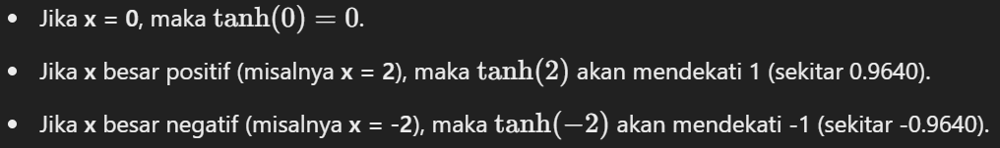 • Jika x = 0, maka tanh(0) = 0.
• Jika x besar positif (misalnya x = 2), maka tanh(2) akan mendekati 1 (sekitar 0.9640).
• Jika x besar negatif (misalnya x = -2), maka tanh(−2) akan mendekati -1 (sekitar -0.9640).